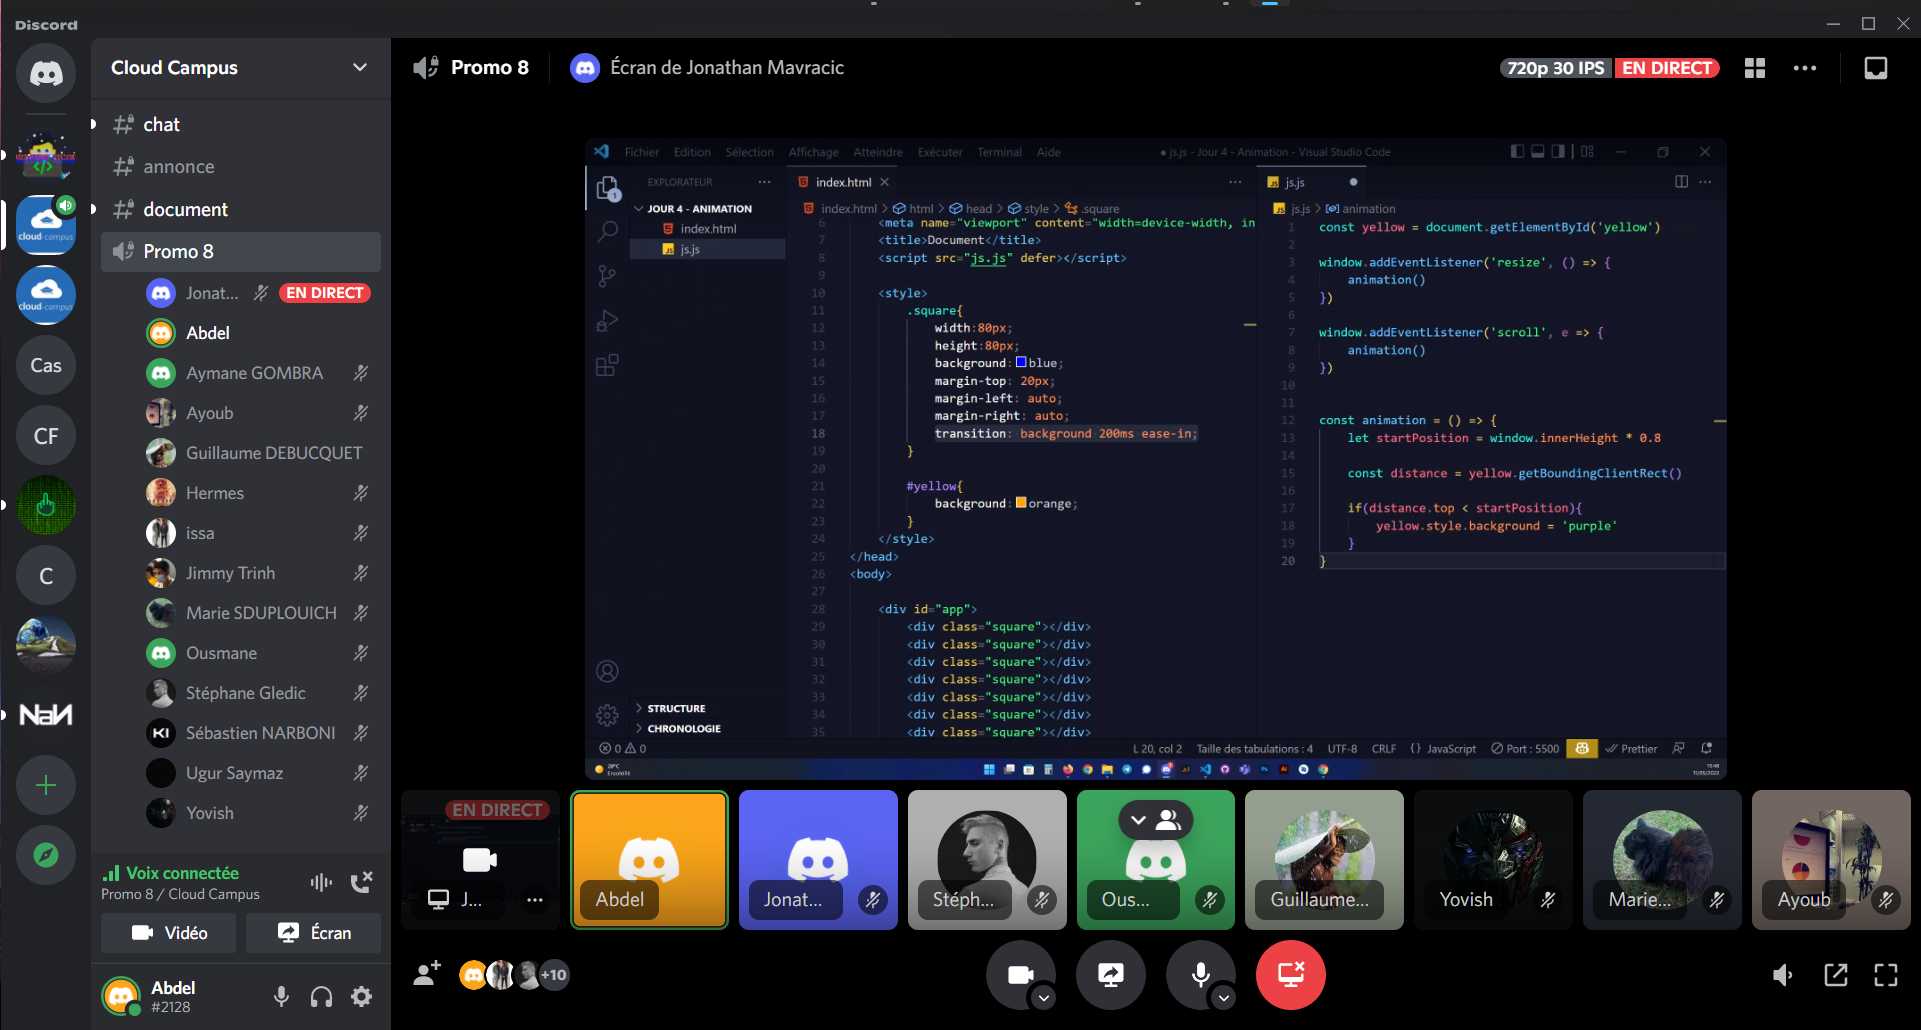 Discord
Cloud Campus
chat
annonce
document
Promo 8
Jonat...
EN DIRECT
Abdel
Aymane GOMBRA
Ayoub
Guillaume DEBUCQUET
Hermes
issa
Jimmy Trinh
Marie SDUPLOUICH
Ousmane
Stéphane Gledic
Sébastien NARBONI
Ugur Saymaz
Yovish
cloud-campus
cloud-campus
Cas
CF
C
NaN
KI
Voix connectée
Promo 8 / Cloud Campus
Vidéo
Écran
Abdel
#2128
Promo 8
Écran de Jonathan Mavracic
720p 30 IPS
EN DIRECT
Fichier Edition Sélection Affichage Atteindre Exécuter Terminal Aide
● js.js - Jour 4 - Animation - Visual Studio Code
EXPLORATEUR
JOUR 4 - ANIMATION
index.html
js.js
STRUCTURE
CHRONOLOGIE
index.html
index.html > html > head > style > .square
6 <meta name="viewport" content="width=device-width, in
7 <title>Document</title>
8 <script src="js.js" defer></script>
9
10 <style>
11 .square{
12 width:80px;
13 height:80px;
14 background: blue;
15 margin-top: 20px;
16 margin-left: auto;
17 margin-right: auto;
18 transition: background 200ms ease-in;
19 }
20
21 #yellow{
22 background: orange;
23 }
24 </style>
25 </head>
26 <body>
27
28 <div id="app">
29 <div class="square"></div>
30 <div class="square"></div>
31 <div class="square"></div>
32 <div class="square"></div>
33 <div class="square"></div>
34 <div class="square"></div>
35 <div class="square"></div>
js.js
js.js > animation
1 const yellow = document.getElementById('yellow')
2
3 window.addEventListener('resize', () => {
4 animation()
5 })
6
7 window.addEventListener('scroll', e => {
8 animation()
9 })
10
11
12 const animation = () => {
13 let startPosition = window.innerHeight * 0.8
14
15 const distance = yellow.getBoundingClientRect()
16
17 if(distance.top < startPosition){
18 yellow.style.background = 'purple'
19 }
20 }
0 0
L 20, col 2 Taille des tabulations : 4 UTF-8 CRLF {} JavaScript Port : 5500 Prettier
EN DIRECT
J...
Abdel
Jonat...
Stéph...
Ous...
Guillaume...
Yovish
Marie...
Ayoub
+10